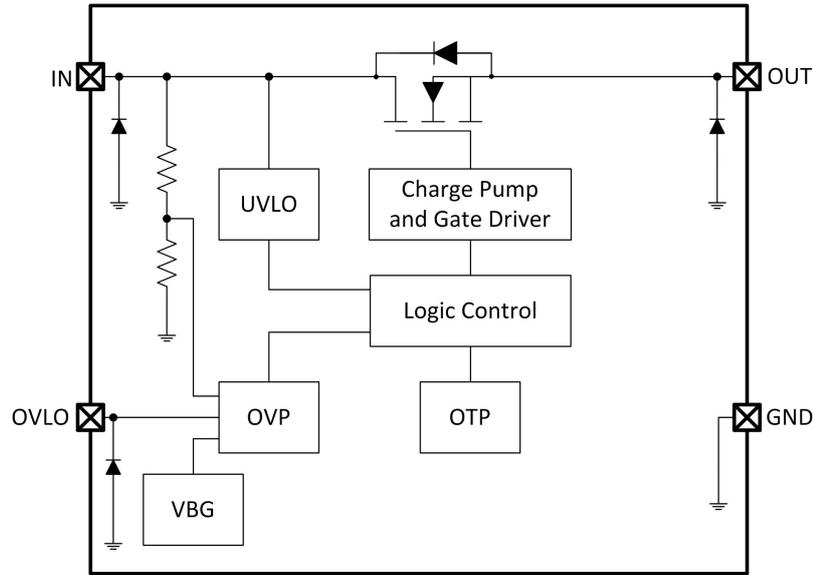 IN
OUT
UVLO
Charge Pump
and Gate Driver
Logic Control
OVLO
OVP
OTP
GND
VBG